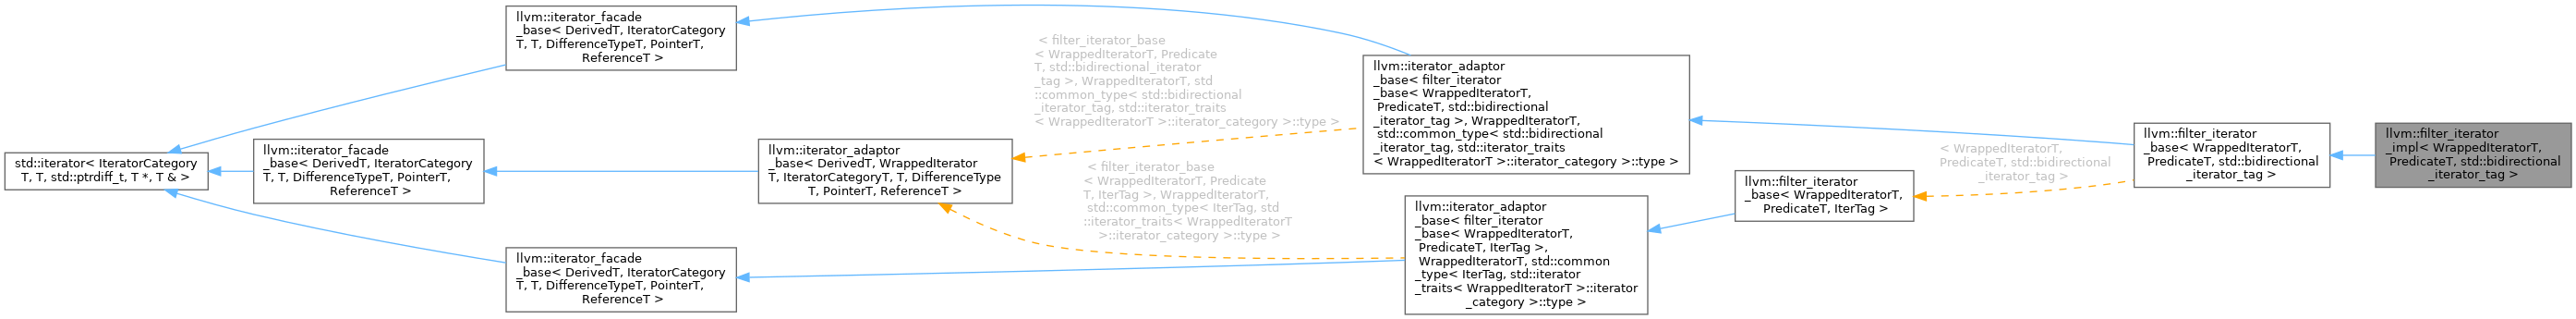 std::iterator< IteratorCategory
T, T, std::ptrdiff_t, T *, T & >
llvm::iterator_facade
_base< DerivedT, IteratorCategory
T, T, DifferenceTypeT, PointerT,
ReferenceT >
llvm::iterator_facade
_base< DerivedT, IteratorCategory
T, T, DifferenceTypeT, PointerT,
ReferenceT >
llvm::iterator_facade
_base< DerivedT, IteratorCategory
T, T, DifferenceTypeT, PointerT,
ReferenceT >
llvm::iterator_adaptor
_base< DerivedT, WrappedIterator
T, IteratorCategoryT, T, DifferenceType
T, PointerT, ReferenceT >
< filter_iterator_base
< WrappedIteratorT, Predicate
T, std::bidirectional_iterator
_tag >, WrappedIteratorT, std
::common_type< std::bidirectional
_iterator_tag, std::iterator_traits
< WrappedIteratorT >::iterator_category >::type >
< filter_iterator_base
< WrappedIteratorT, Predicate
T, IterTag >, WrappedIteratorT,
std::common_type< IterTag, std
::iterator_traits< WrappedIteratorT
>::iterator_category >::type >
llvm::iterator_adaptor
_base< filter_iterator
_base< WrappedIteratorT,
PredicateT, std::bidirectional
_iterator_tag >, WrappedIteratorT,
std::common_type< std::bidirectional
_iterator_tag, std::iterator_traits
< WrappedIteratorT >::iterator_category >::type >
llvm::iterator_adaptor
_base< filter_iterator
_base< WrappedIteratorT,
PredicateT, IterTag >,
WrappedIteratorT, std::common
_type< IterTag, std::iterator
_traits< WrappedIteratorT >::iterator
_category >::type >
llvm::filter_iterator
_base< WrappedIteratorT,
PredicateT, IterTag >
< WrappedIteratorT,
PredicateT, std::bidirectional
_iterator_tag >
llvm::filter_iterator
_base< WrappedIteratorT,
PredicateT, std::bidirectional
_iterator_tag >
llvm::filter_iterator
_impl< WrappedIteratorT,
PredicateT, std::bidirectional
_iterator_tag >